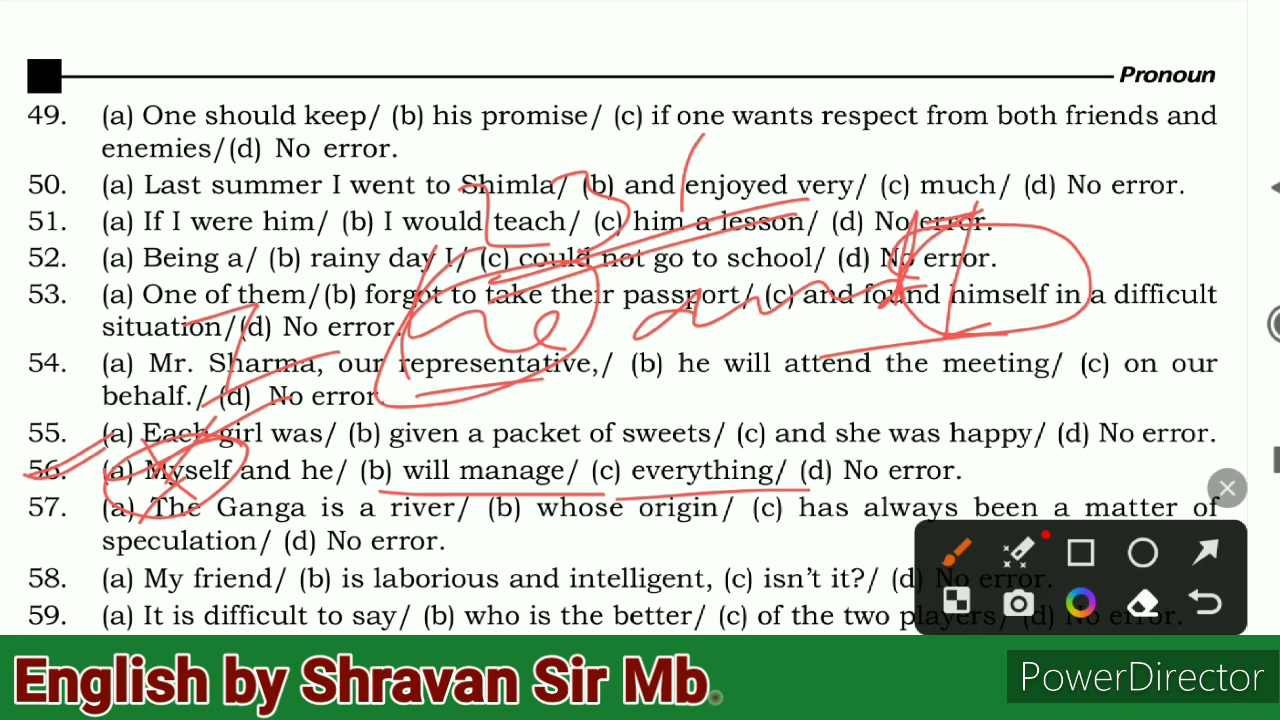 Pronoun
49. (a) One should keep/ (b) his promise/ (c) if one wants respect from both friends and
enemies/(d) No error.
50. (a) Last summer I went to Shimla/ (b) and enjoyed very/ (c) much/ (d) No error.
51. (a) If I were him/ (b) I would teach/ (c) him a lesson/ (d) No error.
52. (a) Being a/ (b) rainy day I/ (c) could not go to school/ (d) No error.
53. (a) One of them/(b) forgot to take their passport/ (c) and found himself in a difficult
situation/(d) No error.
54. (a) Mr. Sharma, our representative,/ (b) he will attend the meeting/ (c) on our
behalf./ (d) No error.
55. (a) Each girl was/ (b) given a packet of sweets/ (c) and she was happy/ (d) No error.
56. (a) Myself and he/ (b) will manage/ (c) everything/ (d) No error.
57. (a) The Ganga is a river/ (b) whose origin/ (c) has always been a matter of
speculation/ (d) No error.
58. (a) My friend/ (b) is laborious and intelligent, (c) isn't it?/ (d) No error.
59. (a) It is difficult to say/ (b) who is the better/ (c) of the two players/ (d) No error.
231
he and I
I
English by Shravan Sir Mb.
PowerDirector